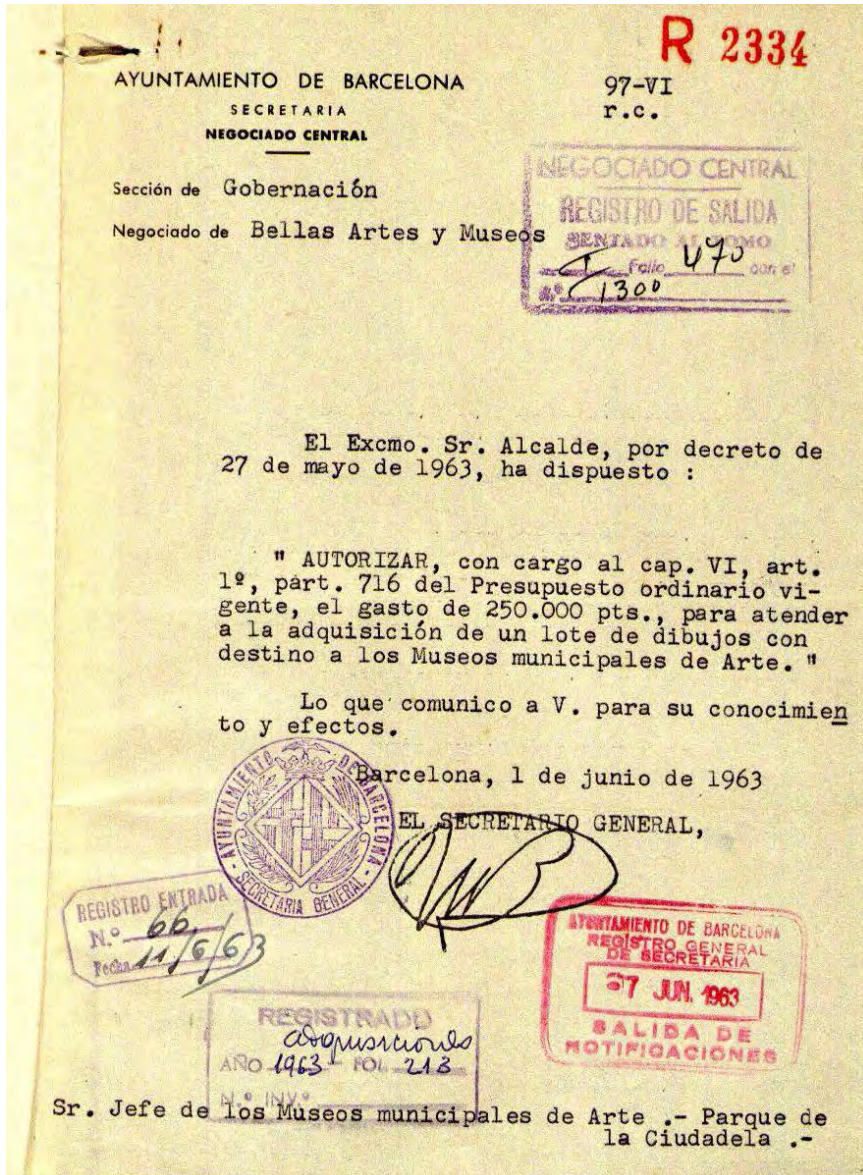 R 2334
AYUNTAMIENTO DE BARCELONA
SECRETARIA
NEGOCIADO CENTRAL
97-VI
r.c.
NEGOCIADO CENTRAL
REGISTRO DE SALIDA
SENTADO AL TOMO
I Folio 470 con el
N.º 1300
Sección de Gobernación
Negociado de Bellas Artes y Museos
El Excmo. Sr. Alcalde, por decreto de
27 de mayo de 1963, ha dispuesto :
" AUTORIZAR, con cargo al cap. VI, art.
1º, part. 716 del Presupuesto ordinario vi-
gente, el gasto de 250.000 pts., para atender
a la adquisición de un lote de dibujos con
destino a los Museos municipales de Arte. "
Lo que comunico a V. para su conocimien
to y efectos.
Barcelona, 1 de junio de 1963
EL SECRETARIO GENERAL,
AYUNTAMIENTO DE BARCELONA - SECRETARIA GENERAL -
REGISTRO ENTRADA
N.º 66
Fecha 11/6/63
AYUNTAMIENTO DE BARCELONA
REGISTRO GENERAL
DE SECRETARIA
7 JUN. 1963
SALIDA DE
NOTIFICACIONES
REGISTRADO
adquisiciones
AÑO 1963 FOL. 213
N.º INV.º
Sr. Jefe de los Museos municipales de Arte .- Parque de
la Ciudadela .-